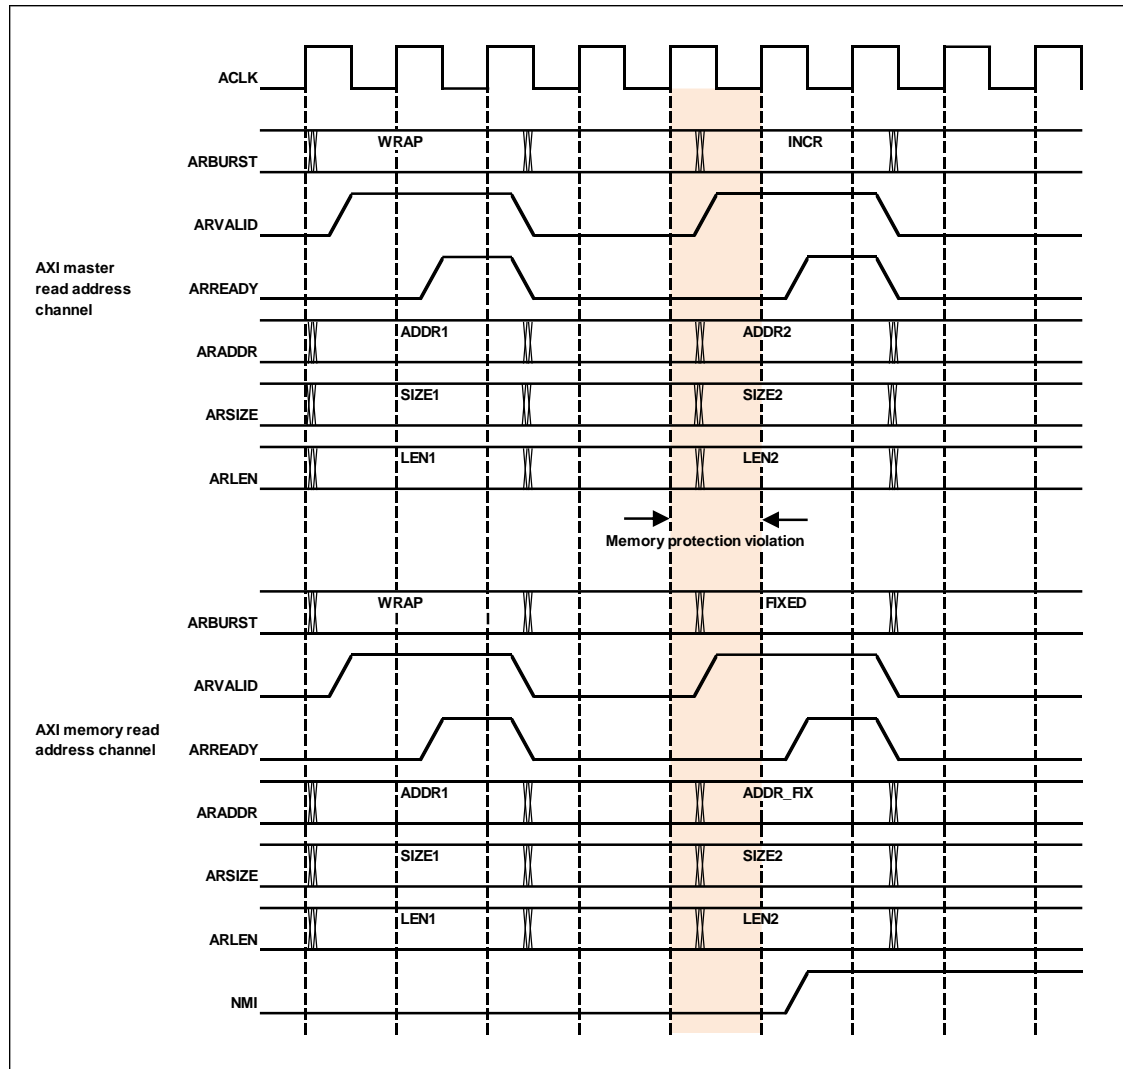 ACLK
WRAP INCR
ARBURST
ARVALID
AXI master
read address
channel
ARREADY
ADDR1 ADDR2
ARADDR
SIZE1 SIZE2
ARSIZE
LEN1 LEN2
ARLEN
Memory protection violation
WRAP FIXED
ARBURST
ARVALID
AXI memory read
address channel
ARREADY
ADDR1 ADDR_FIX
ARADDR
SIZE1 SIZE2
ARSIZE
LEN1 LEN2
ARLEN
NMI